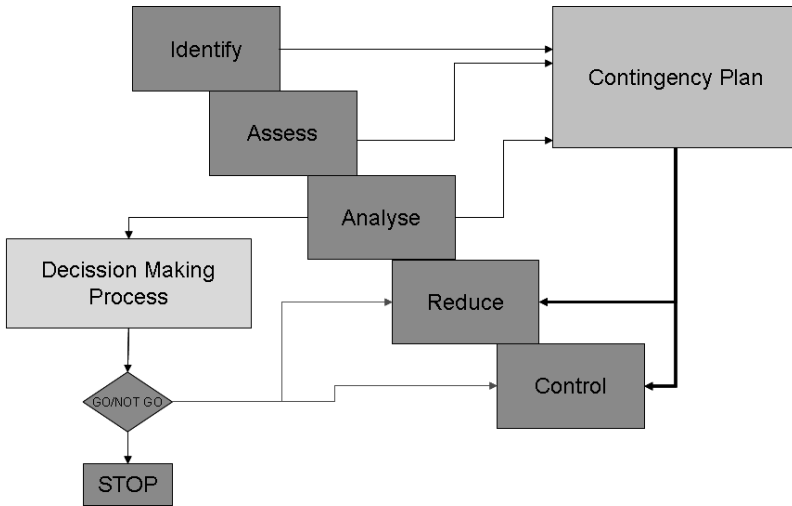 Identify
Contingency Plan
Assess
Analyse
Decission Making
Process
Reduce
Control
GO/NOT GO
STOP